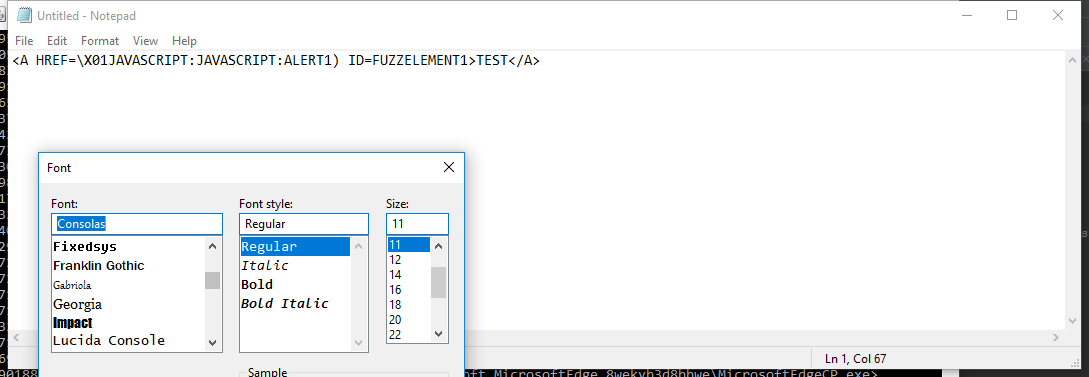 Untitled - Notepad
File Edit Format View Help
<A HREF=\X01JAVASCRIPT:JAVASCRIPT:ALERT1) ID=FUZZELEMENT1>TEST</A>
Font
Font: Font style: Size:
Consolas Regular 11
Fixedsys Regular 11
Franklin Gothic Italic 12
Gabriola Bold 14
Georgia Bold Italic 16
Impact 18
Lucida Console 20
22
Sample
Ln 1, Col 67
oft.MicrosoftEdge_8wekyb3d8bbwe\MicrosoftEdgeCP.exe>